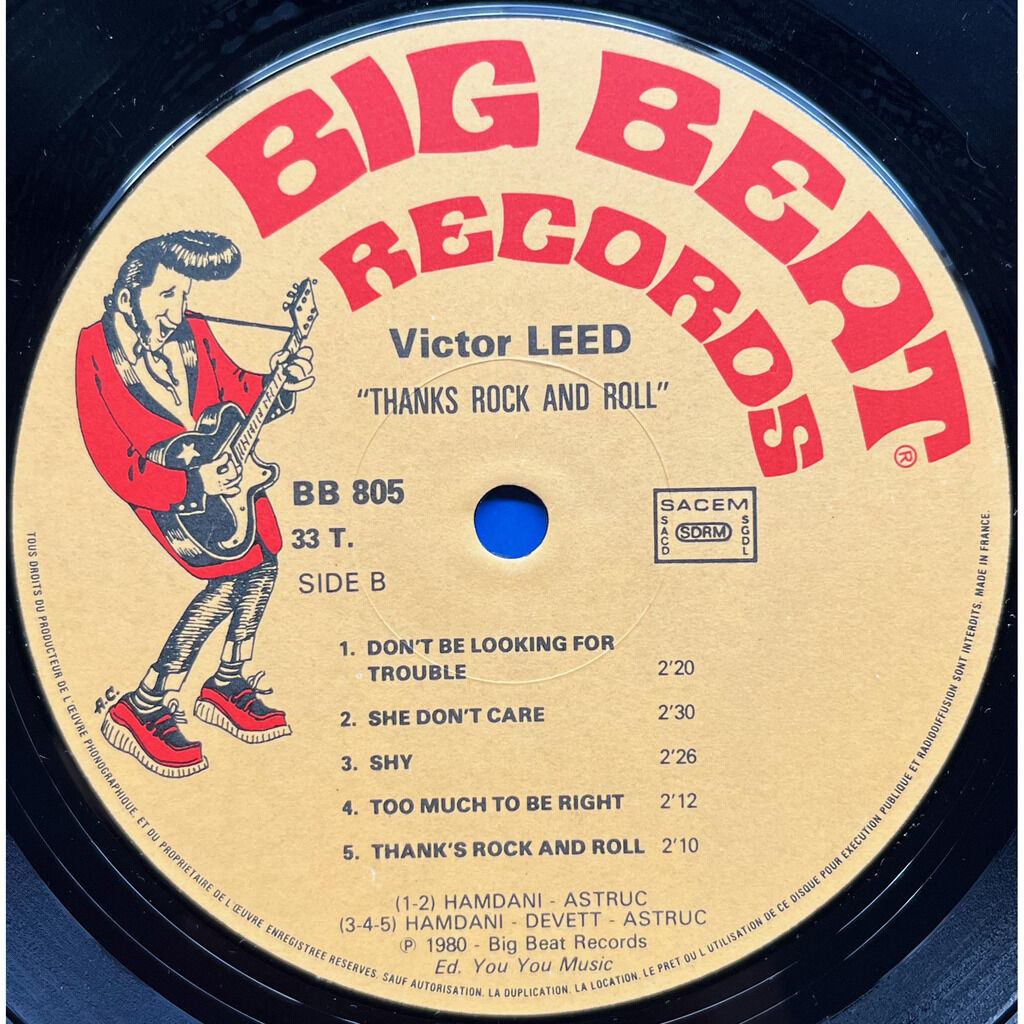 BIG BEAT
RECORDS
®
Victor LEED
"THANKS ROCK AND ROLL"
BB 805
33 T.
SIDE B
SACEM
SACD
SDRM
SGDL
1. DON'T BE LOOKING FOR
TROUBLE 2'20
2. SHE DON'T CARE 2'30
3. SHY 2'26
4. TOO MUCH TO BE RIGHT 2'12
5. THANK'S ROCK AND ROLL 2'10
(1-2) HAMDANI - ASTRUC
(3-4-5) HAMDANI - DEVETT - ASTRUC
℗ 1980 - Big Beat Records
Ed. You You Music
A.C.
TOUS DROITS DU PRODUCTEUR DE L'ŒUVRE PHONOGRAPHIQUE, ET DU PROPRIETAIRE DE L'ŒUVRE ENREGISTREE RESERVES. SAUF AUTORISATION. LA DUPLICATION. LA LOCATION. LE PRET OU L'UTILISATION DE CE DISQUE POUR EXECUTION PUBLIQUE ET RADIODIFFUSION SONT INTERDITS. MADE IN FRANCE.